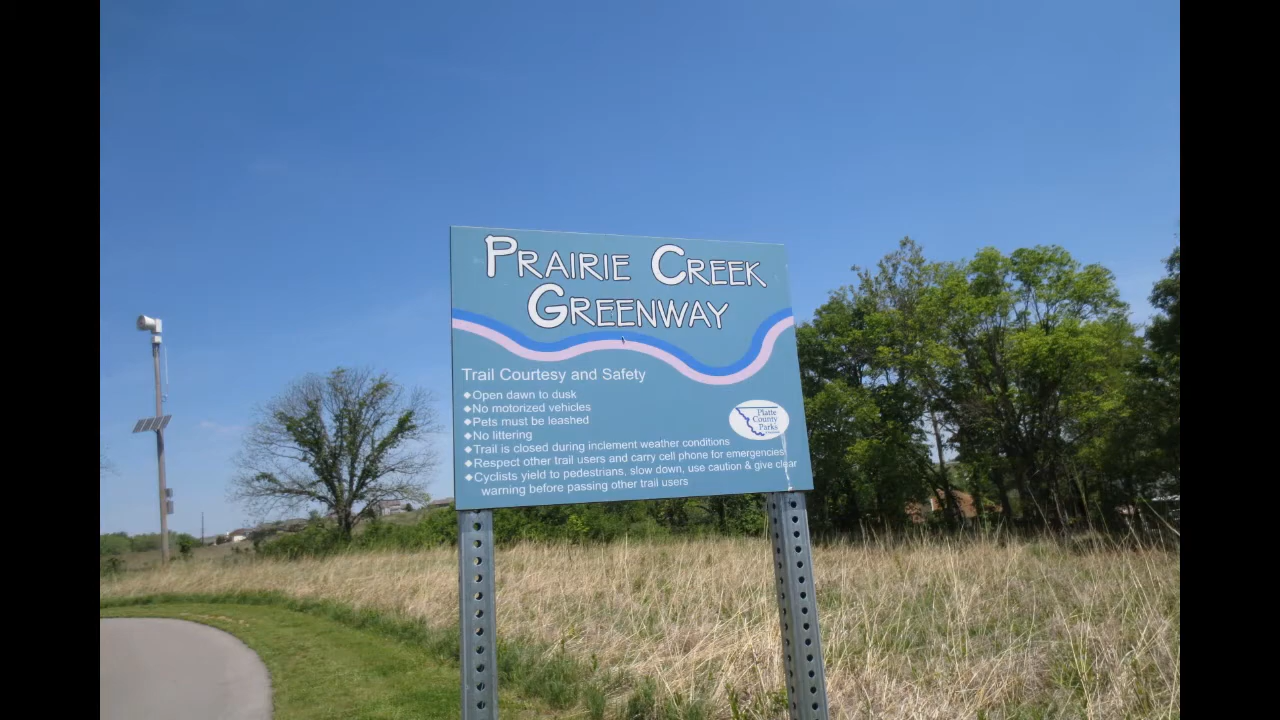 PRAIRIE CREEK
GREENWAY
Trail Courtesy and Safety
◆Open dawn to dusk
◆No motorized vehicles
◆Pets must be leashed
◆No littering
◆Trail is closed during inclement weather conditions
◆Respect other trail users and carry cell phone for emergencies
◆Cyclists yield to pedestrians, slow down, use caution & give clear
warning before passing other trail users
Platte
County
Parks